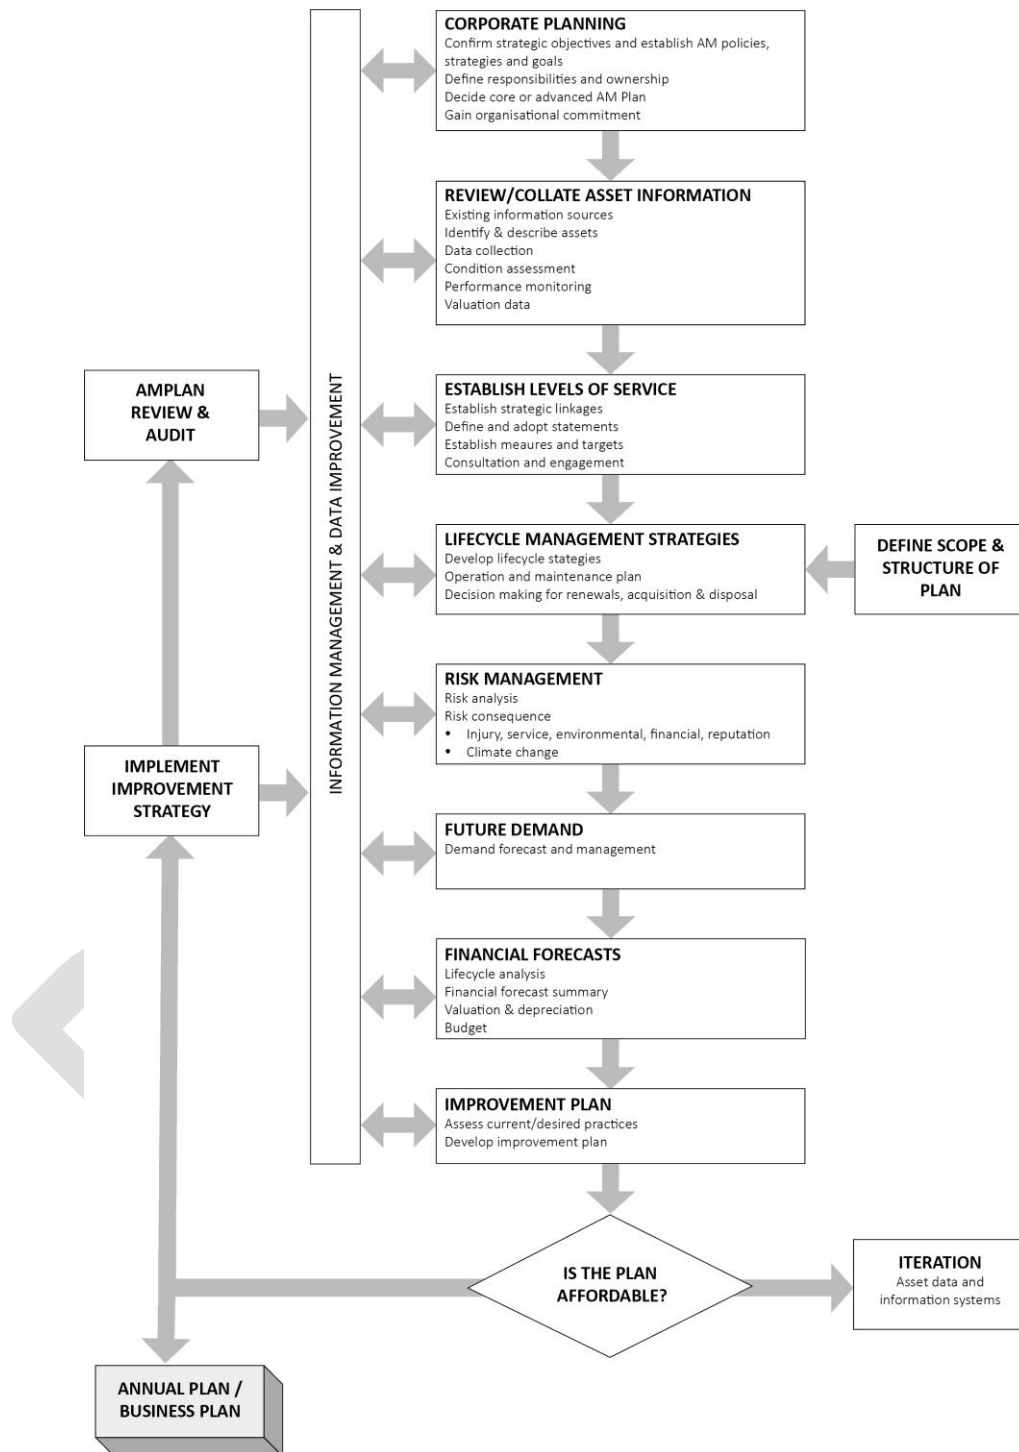 CORPORATE PLANNING
Confirm strategic objectives and establish AM policies,
strategies and goals
Define responsibilities and ownership
Decide core or advanced AM Plan
Gain organisational commitment
REVIEW/COLLATE ASSET INFORMATION
Existing information sources
Identify & describe assets
Data collection
Condition assessment
Performance monitoring
Valuation data
AMPLAN
REVIEW &
AUDIT
INFORMATION MANAGEMENT & DATA IMPROVEMENT
ESTABLISH LEVELS OF SERVICE
Establish strategic linkages
Define and adopt statements
Establish meaures and targets
Consultation and engagement
LIFECYCLE MANAGEMENT STRATEGIES
Develop lifecycle stategies
Operation and maintenance plan
Decision making for renewals, acquisition & disposal
DEFINE SCOPE &
STRUCTURE OF
PLAN
RISK MANAGEMENT
Risk analysis
Risk consequence
• Injury, service, environmental, financial, reputation
• Climate change
IMPLEMENT
IMPROVEMENT
STRATEGY
FUTURE DEMAND
Demand forecast and management
FINANCIAL FORECASTS
Lifecycle analysis
Financial forecast summary
Valuation & depreciation
Budget
IMPROVEMENT PLAN
Assess current/desired practices
Develop improvement plan
IS THE PLAN
AFFORDABLE?
ITERATION
Asset data and
information systems
ANNUAL PLAN /
BUSINESS PLAN